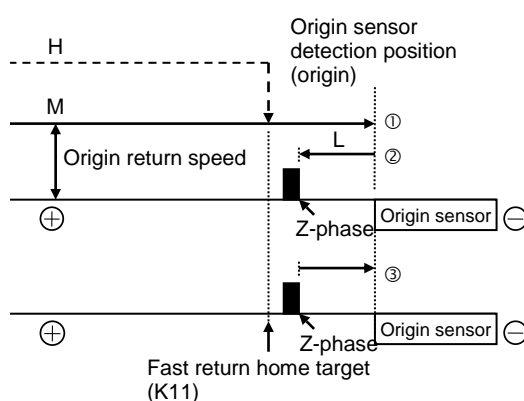 H
Origin sensor
detection position
(origin)
M
①
L
②
Origin return speed
Z-phase
Origin sensor
⊕
⊖
③
Z-phase
Origin sensor
⊕
⊖
Fast return home target
(K11)